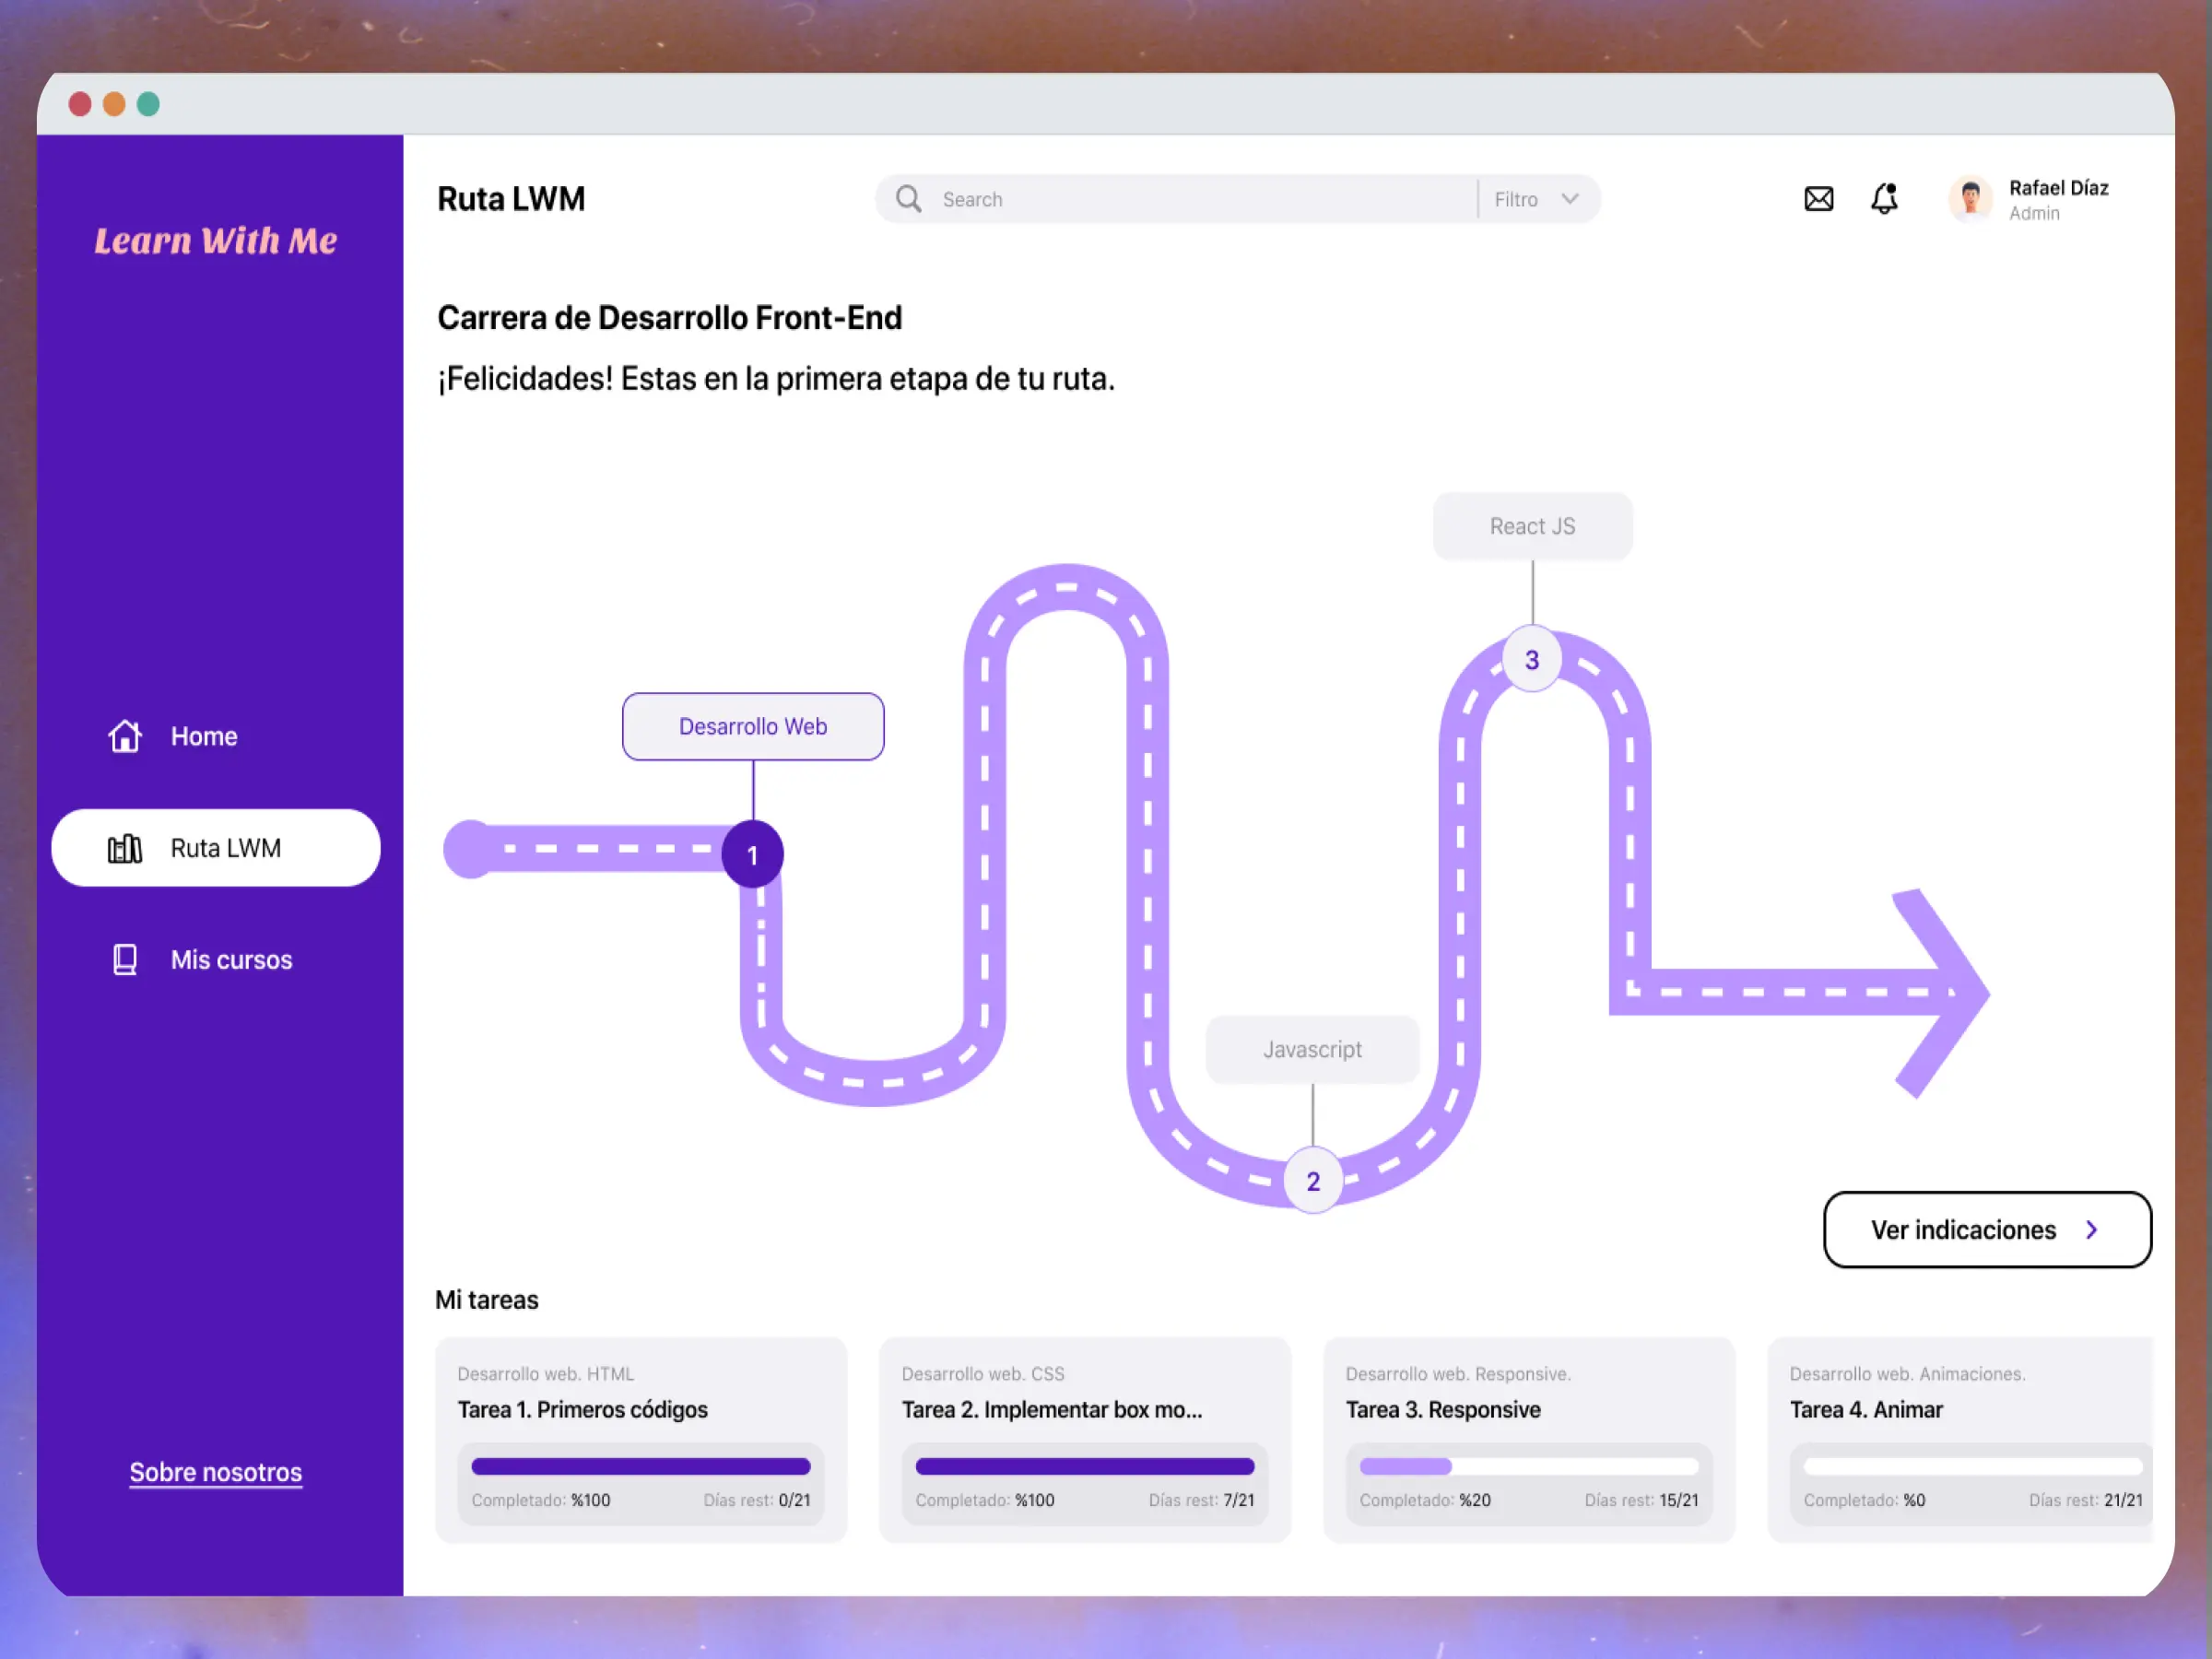 Learn With Me
Home
Ruta LWM
Mis cursos
Sobre nosotros
Ruta LWM
Search
Filtro
Rafael Díaz
Admin
Carrera de Desarrollo Front-End
¡Felicidades! Estas en la primera etapa de tu ruta.
React JS
3
Desarrollo Web
1
Javascript
2
Ver indicaciones
Mi tareas
Desarrollo web. HTML
Tarea 1. Primeros códigos
Completado: %100 Días rest: 0/21
Desarrollo web. CSS
Tarea 2. Implementar box mo...
Completado: %100 Días rest: 7/21
Desarrollo web. Responsive.
Tarea 3. Responsive
Completado: %20 Días rest: 15/21
Desarrollo web. Animaciones.
Tarea 4. Animar
Completado: %0 Días rest: 21/21